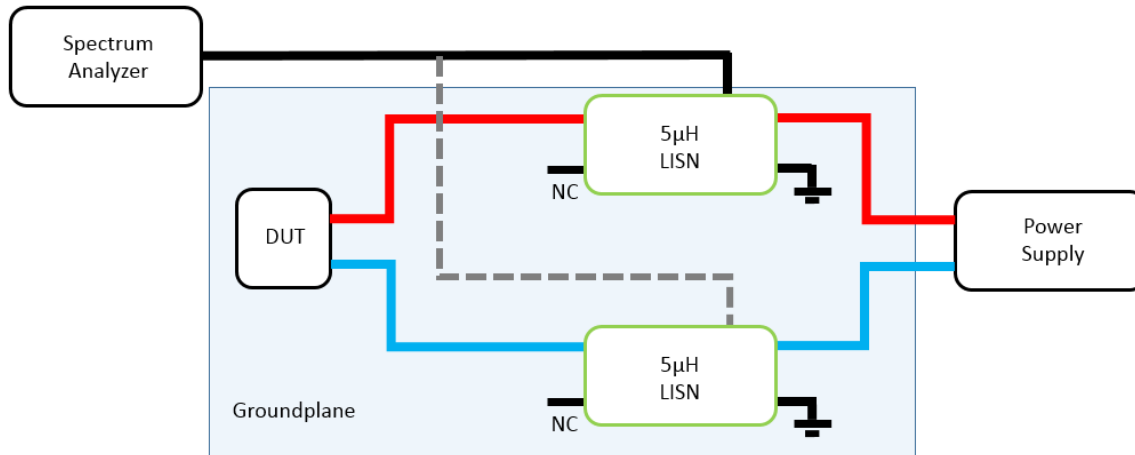 Spectrum
Analyzer
5µH
LISN
NC
DUT
Power
Supply
5µH
LISN
NC
Groundplane